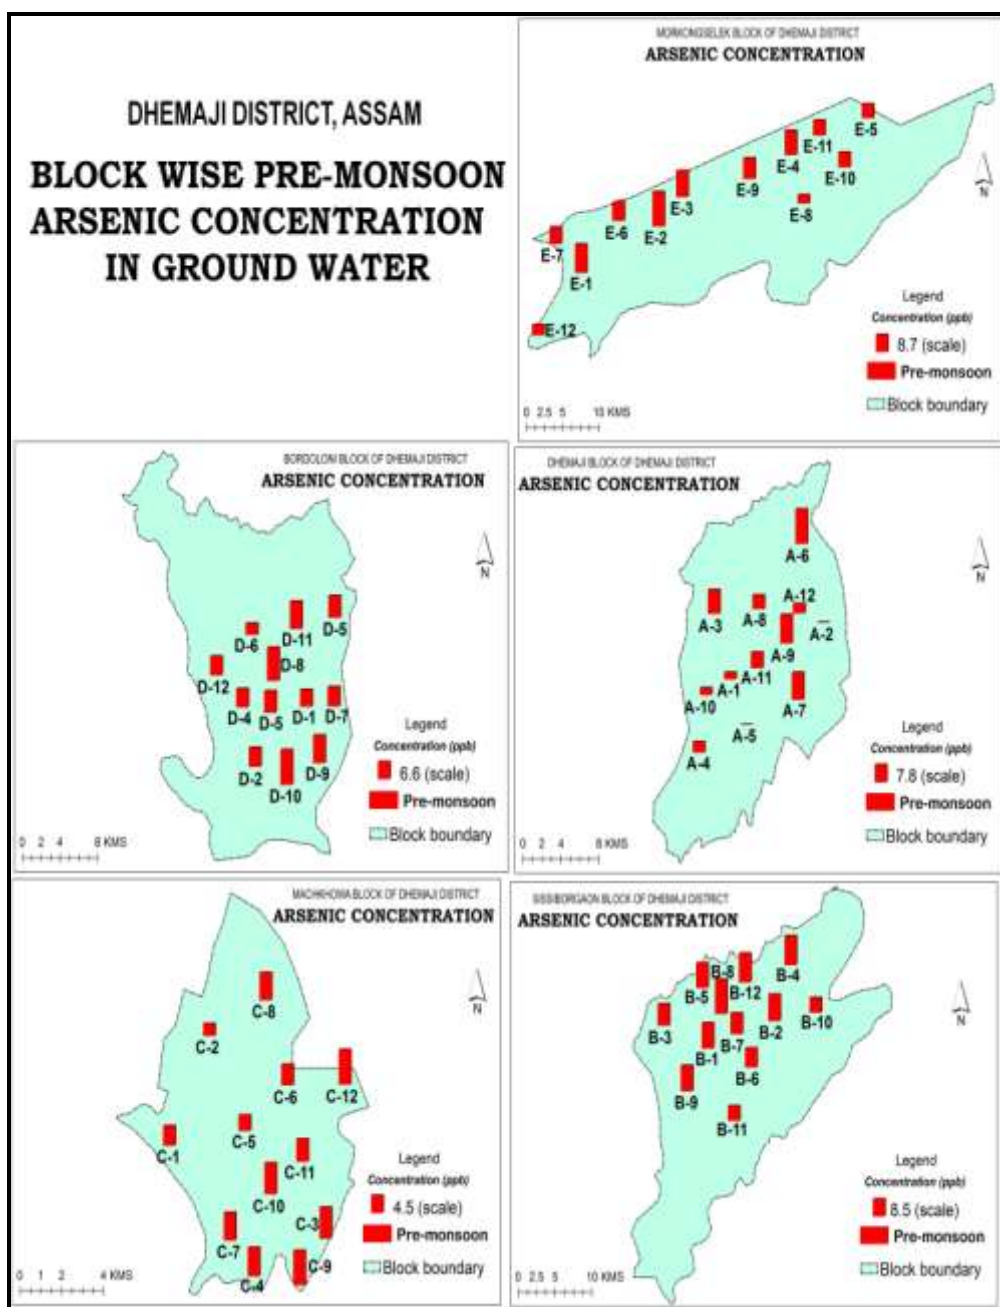 DHEMAJI DISTRICT, ASSAM
BLOCK WISE PRE-MONSOON
ARSENIC CONCENTRATION
IN GROUND WATER
MORKONGSELEK BLOCK OF DHEMAJI DISTRICT
ARSENIC CONCENTRATION
E-5
E-11
E-4
E-10
E-9
E-3
E-8
E-6
E-2
E-7
E-1
E-12
N
Legend
Concentration (ppb)
8.7 (scale)
Pre-monsoon
Block boundary
0 2.5 5 10 KMS
BORDOLONI BLOCK OF DHEMAJI DISTRICT
ARSENIC CONCENTRATION
N
D-11
D-5
D-6
D-8
D-12
D-4
D-5
D-1
D-7
D-2
D-10
D-9
Legend
Concentration (ppb)
6.6 (scale)
Pre-monsoon
Block boundary
0 2 4 8 KMS
DHEMAJI BLOCK OF DHEMAJI DISTRICT
ARSENIC CONCENTRATION
N
A-6
A-12
A-3
A-8
A-2
A-9
A-11
A-1
A-10
A-7
A-5
A-4
Legend
Concentration (ppb)
7.8 (scale)
Pre-monsoon
Block boundary
0 2 4 8 KMS
MACHKHOWA BLOCK OF DHEMAJI DISTRICT
ARSENIC CONCENTRATION
N
C-8
C-2
C-6
C-12
C-5
C-1
C-11
C-10
C-3
C-7
C-4
C-9
Legend
Concentration (ppb)
4.5 (scale)
Pre-monsoon
Block boundary
0 1 2 4 KMS
SISSIBORGAON BLOCK OF DHEMAJI DISTRICT
ARSENIC CONCENTRATION
N
B-8
B-4
B-5
B-12
B-3
B-2
B-10
B-7
B-1
B-6
B-9
B-11
Legend
Concentration (ppb)
8.5 (scale)
Pre-monsoon
Block boundary
0 2.5 5 10 KMS